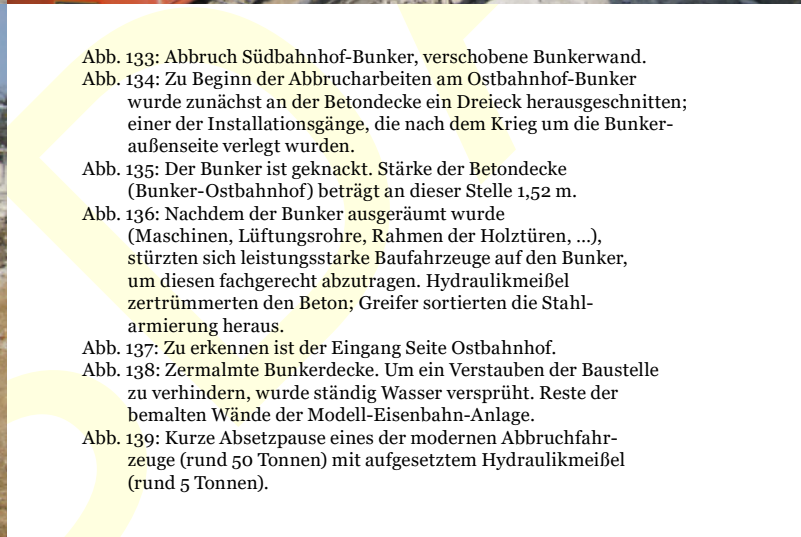 Abb. 133: Abbruch Südbahnhof-Bunker, verschobene Bunkerwand.
Abb. 134: Zu Beginn der Abbrucharbeiten am Ostbahnhof-Bunker
wurde zunächst an der Betondecke ein Dreieck herausgeschnitten;
einer der Installationsgänge, die nach dem Krieg um die Bunker-
außenseite verlegt wurden.
Abb. 135: Der Bunker ist geknackt. Stärke der Betondecke
(Bunker-Ostbahnhof) beträgt an dieser Stelle 1,52 m.
Abb. 136: Nachdem der Bunker ausgeräumt wurde
(Maschinen, Lüftungsrohre, Rahmen der Holztüren, ...),
stürzten sich leistungsstarke Baufahrzeuge auf den Bunker,
um diesen fachgerecht abzutragen. Hydraulikmeißel
zertrümmerten den Beton; Greifer sortierten die Stahl-
armierung heraus.
Abb. 137: Zu erkennen ist der Eingang Seite Ostbahnhof.
Abb. 138: Zermalmte Bunkerdecke. Um ein Verstauben der Baustelle
zu verhindern, wurde ständig Wasser versprüht. Reste der
bemalten Wände der Modell-Eisenbahn-Anlage.
Abb. 139: Kurze Absetzpause eines der modernen Abbruchfahr-
zeuge (rund 50 Tonnen) mit aufgesetztem Hydraulikmeißel
(rund 5 Tonnen).